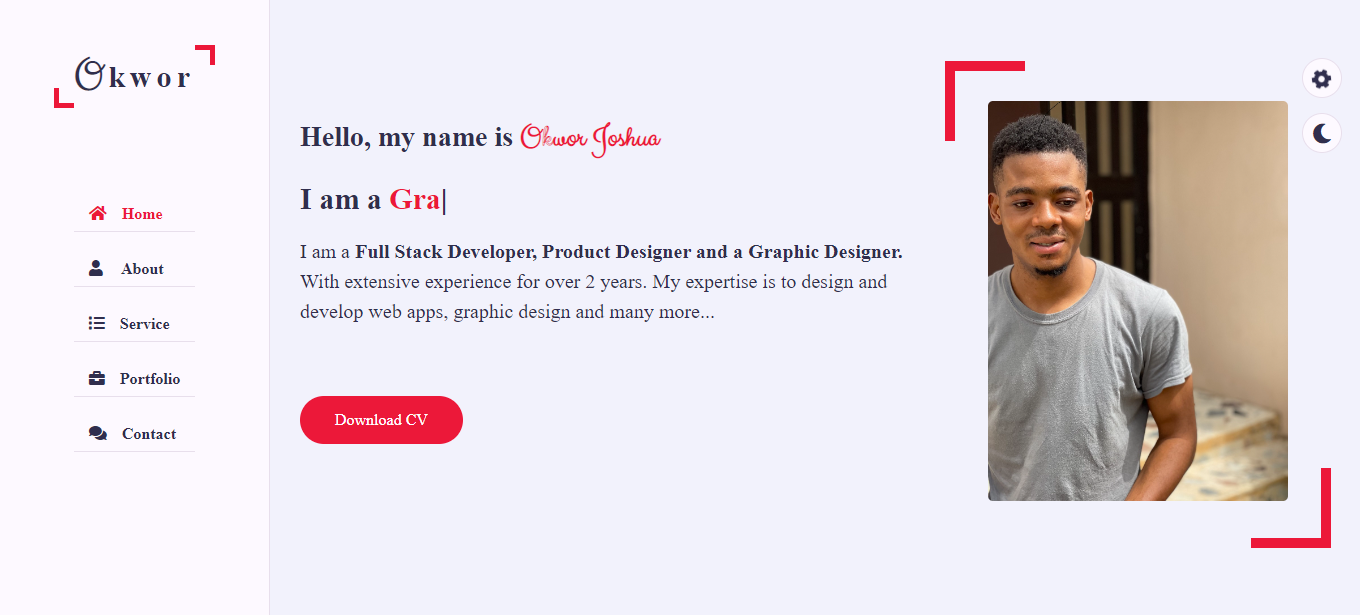 Okwor
Home
About
Service
Portfolio
Contact
Hello, my name is Okwor Joshua
I am a Gra|
I am a Full Stack Developer, Product Designer and a Graphic Designer.
With extensive experience for over 2 years. My expertise is to design and
develop web apps, graphic design and many more...
Download CV